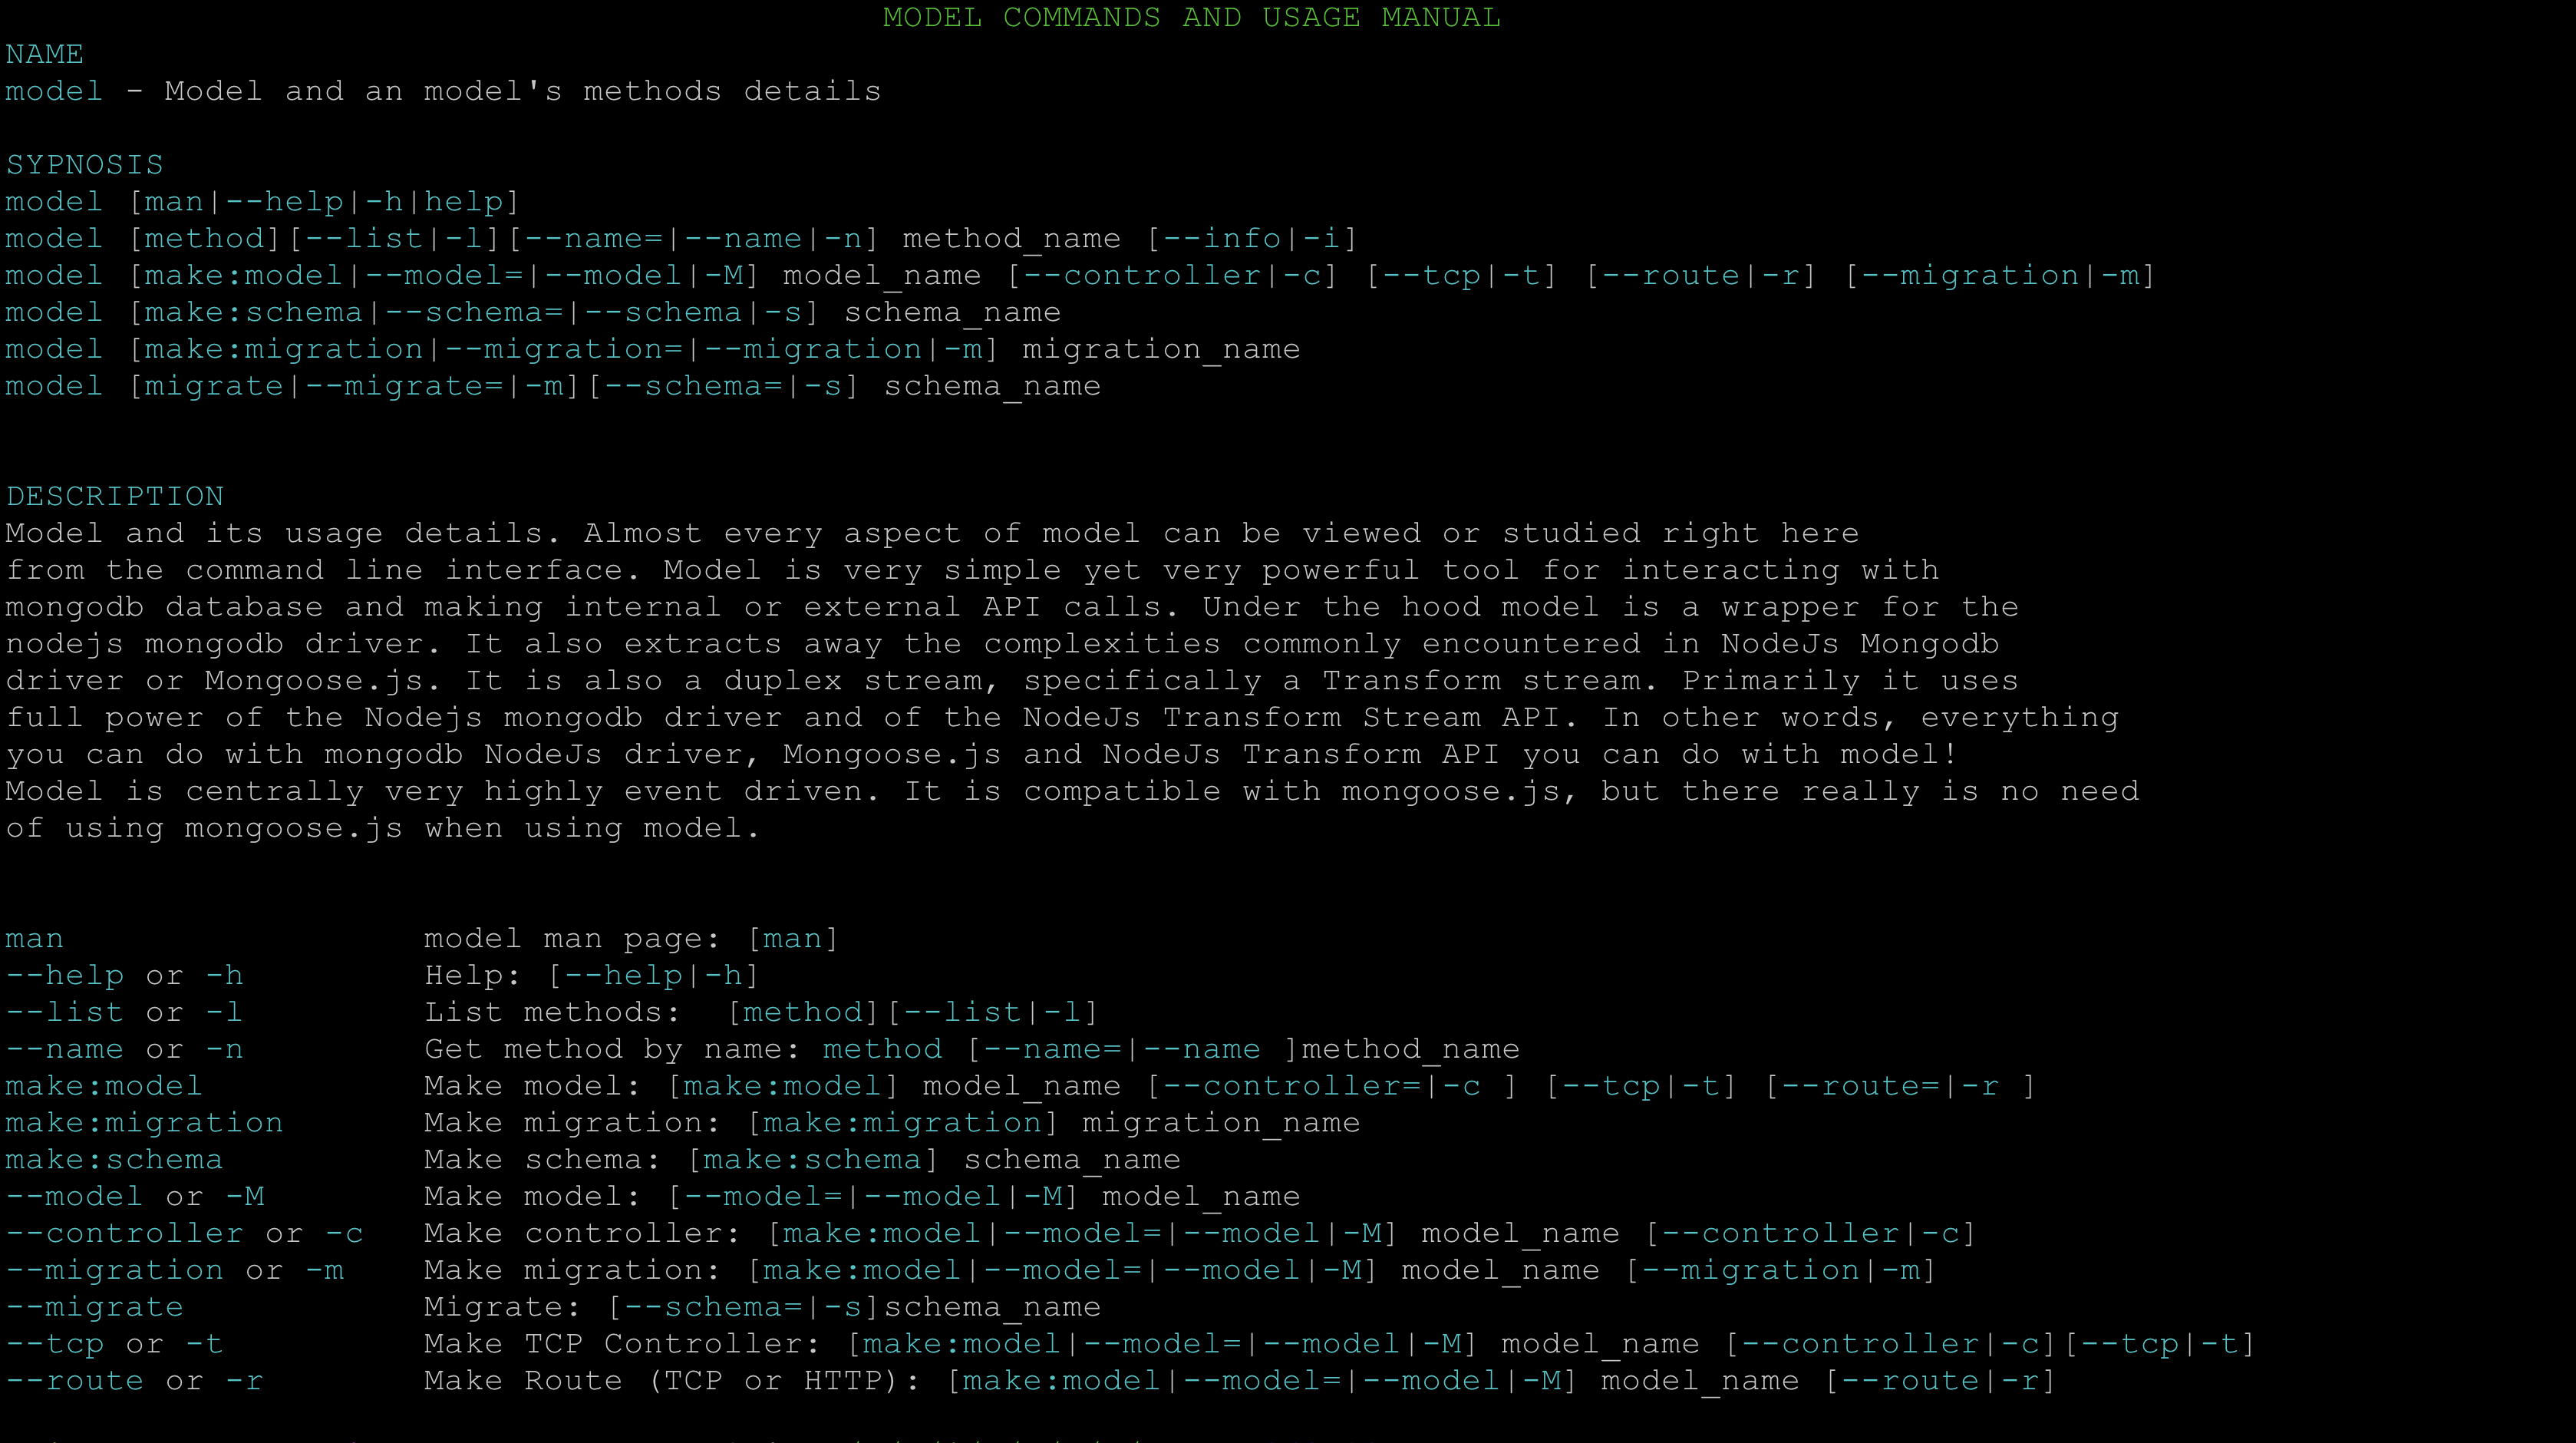 MODEL COMMANDS AND USAGE MANUAL
NAME
model - Model and an model's methods details
SYPNOSIS
model [man|--help|-h|help]
model [method][--list|-l][--name=|--name|-n] method_name [--info|-i]
model [make:model|--model=|--model|-M] model_name [--controller|-c] [--tcp|-t] [--route|-r] [--migration|-m]
model [make:schema|--schema=|--schema|-s] schema_name
model [make:migration|--migration=|--migration|-m] migration_name
model [migrate|--migrate=|-m][--schema=|-s] schema_name
DESCRIPTION
Model and its usage details. Almost every aspect of model can be viewed or studied right here
from the command line interface. Model is very simple yet very powerful tool for interacting with
mongodb database and making internal or external API calls. Under the hood model is a wrapper for the
nodejs mongodb driver. It also extracts away the complexities commonly encountered in NodeJs Mongodb
driver or Mongoose.js. It is also a duplex stream, specifically a Transform stream. Primarily it uses
full power of the Nodejs mongodb driver and of the NodeJs Transform Stream API. In other words, everything
you can do with mongodb NodeJs driver, Mongoose.js and NodeJs Transform API you can do with model!
Model is centrally very highly event driven. It is compatible with mongoose.js, but there really is no need
of using mongoose.js when using model.
man model man page: [man]
--help or -h Help: [--help|-h]
--list or -l List methods:  [method][--list|-l]
--name or -n Get method by name: method [--name=|--name ]method_name
make:model Make model: [make:model] model_name [--controller=|-c ] [--tcp|-t] [--route=|-r ]
make:migration Make migration: [make:migration] migration_name
make:schema Make schema: [make:schema] schema_name
--model or -M Make model: [--model=|--model|-M] model_name
--controller or -c Make controller: [make:model|--model=|--model|-M] model_name [--controller|-c]
--migration or -m Make migration: [make:model|--model=|--model|-M] model_name [--migration|-m]
--migrate Migrate: [--schema=|-s]schema_name
--tcp or -t Make TCP Controller: [make:model|--model=|--model|-M] model_name [--controller|-c][--tcp|-t]
--route or -r Make Route (TCP or HTTP): [make:model|--model=|--model|-M] model_name [--route|-r]